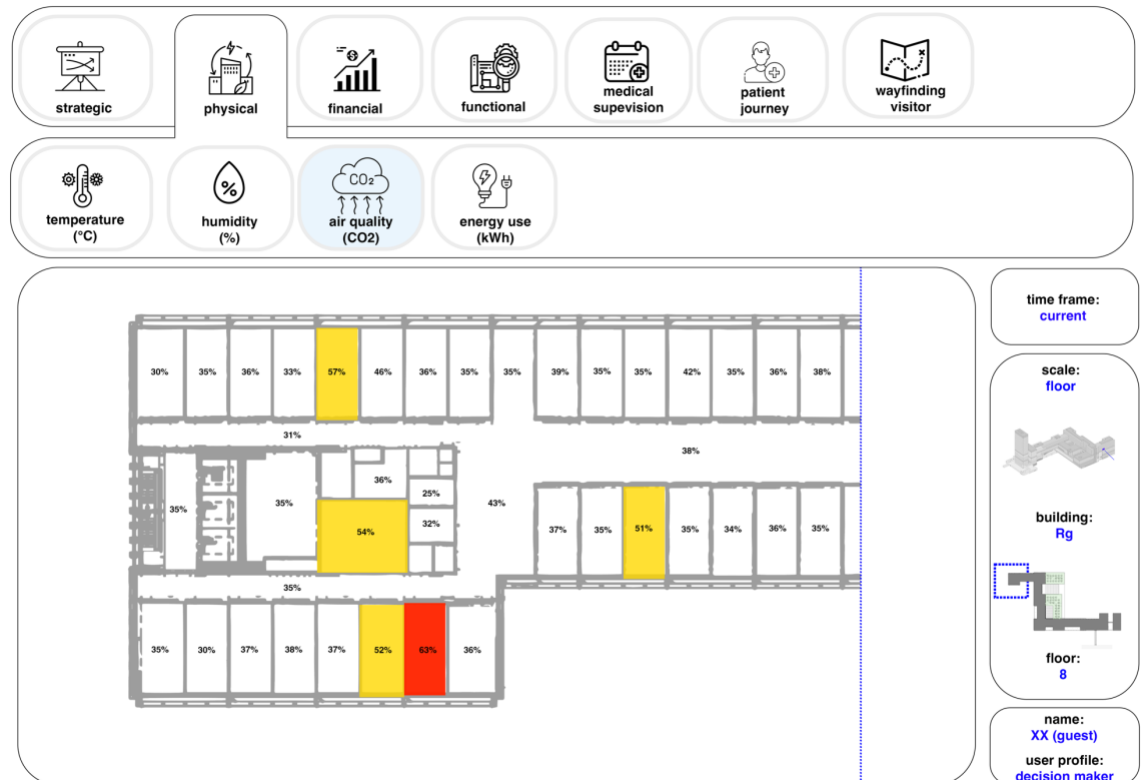 strategic
physical
financial
functional
medical
supevision
patient
journey
wayfinding
visitor
temperature
(°C)
humidity
(%)
CO₂
air quality
(CO2)
energy use
(kWh)
30% 35% 36% 33% 57% 46% 36% 35% 35% 39% 35% 35% 42% 35% 36% 38%
31%
38%
35%
35%
36%
25%
43%
54%
32%
37% 35% 51% 35% 34% 36% 35%
35%
35% 30% 37% 38% 37% 52% 63% 36%
time frame:
current
scale:
floor
building:
Rg
floor:
8
name:
XX (guest)
user profile:
decision maker